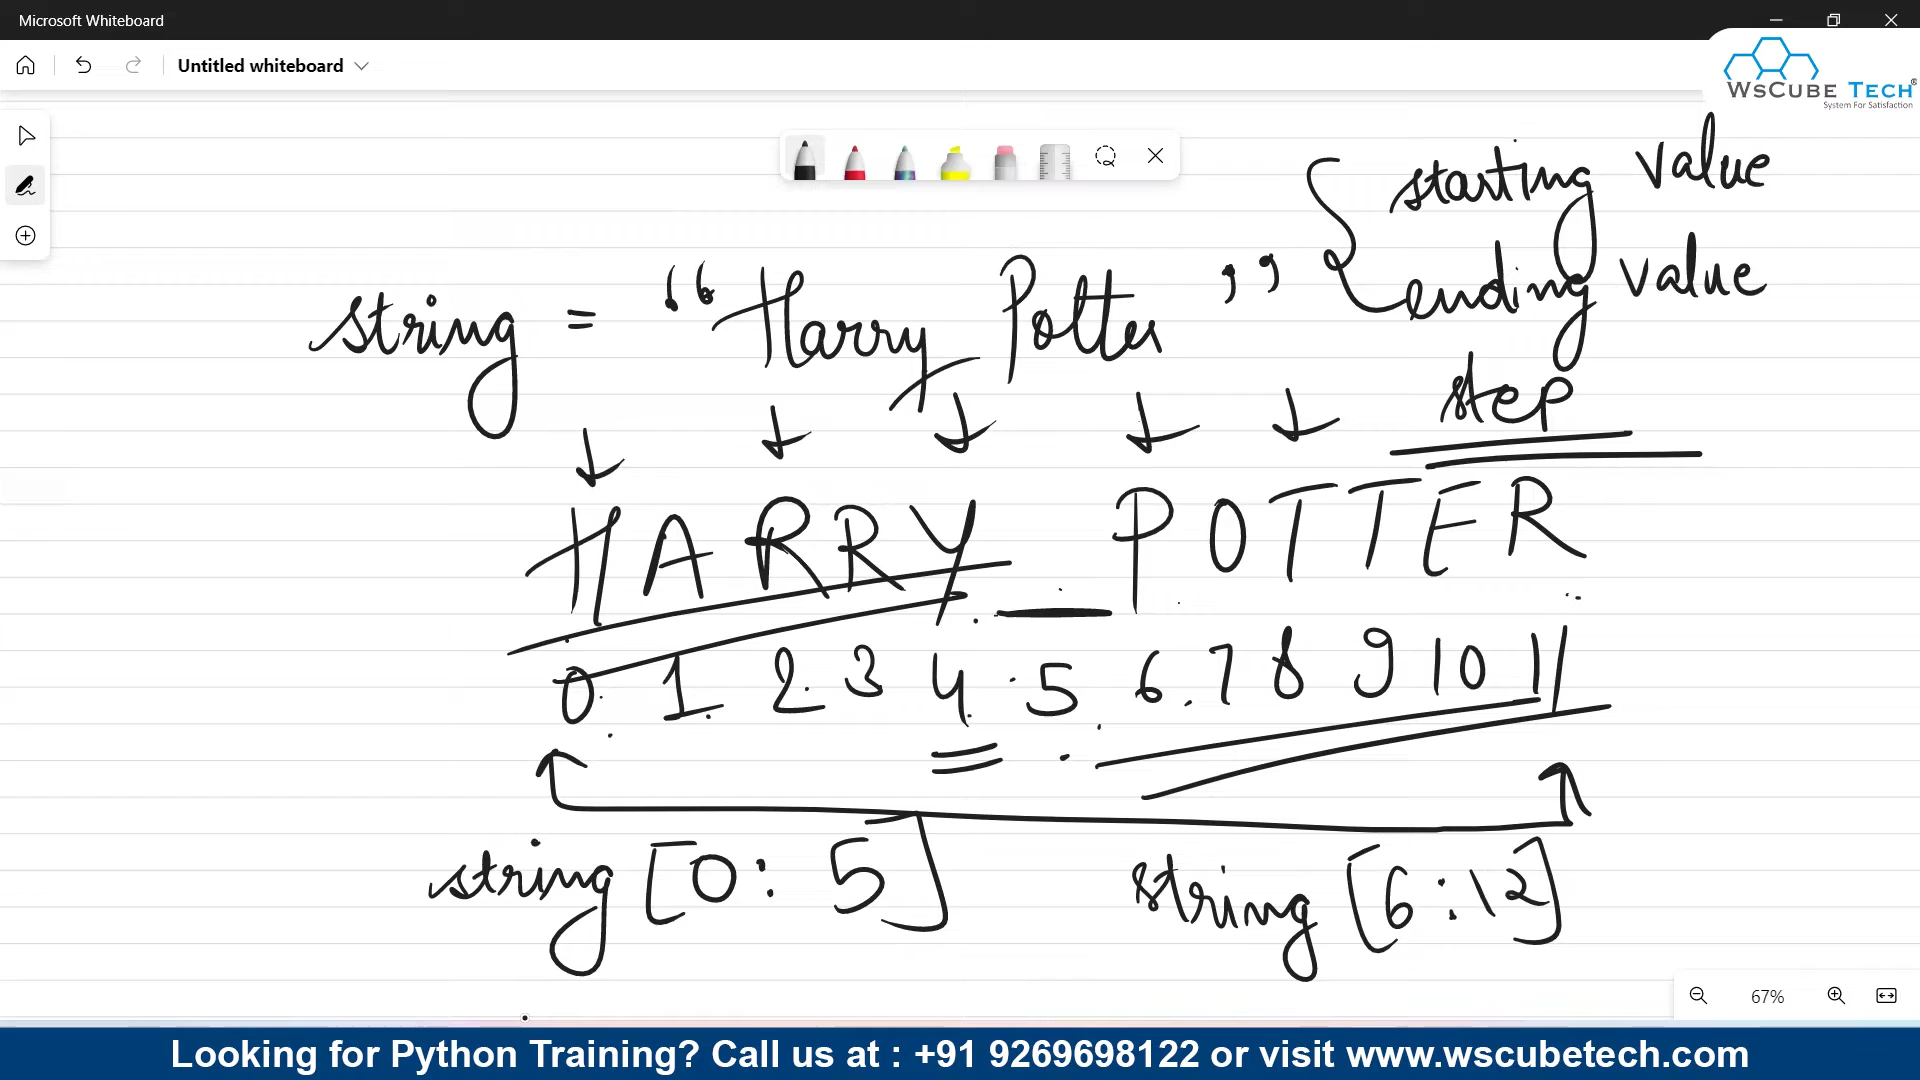 Microsoft Whiteboard
Untitled whiteboard
WsCube Tech®
System For Satisfaction
starting value
ending value
string = "Harry Potter"
step
HARRY_POTTER
0 1 2 3 4 5 6 7 8 9 10 11
string [0: 5]
string [6:12]
67%
Looking for Python Training? Call us at : +91 9269698122 or visit www.wscubetech.com